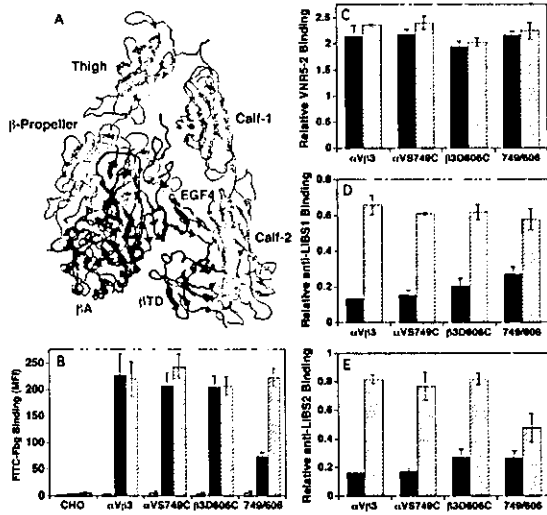 A
Thigh
β-Propeller
Calf-1
EGF4
Calf-2
βA
βTD
B
FITC-Fbg Binding (MFI)
250
200
150
100
50
0
CHO
αVβ3
αVS749C
β3D606C
749/606
C
Relative VNR5-2 Binding
2.5
2
1.5
1
0.5
0
αVβ3
αVS749C
β3D606C
749/606
D
Relative anti-LIBS1 Binding
0.8
0.6
0.4
0.2
0
αVβ3
αVS749C
β3D606C
749/606
E
Relative anti-LIBS2 Binding
1
0.8
0.6
0.4
0.2
0
αVβ3
αVS749C
β3D606C
749/606